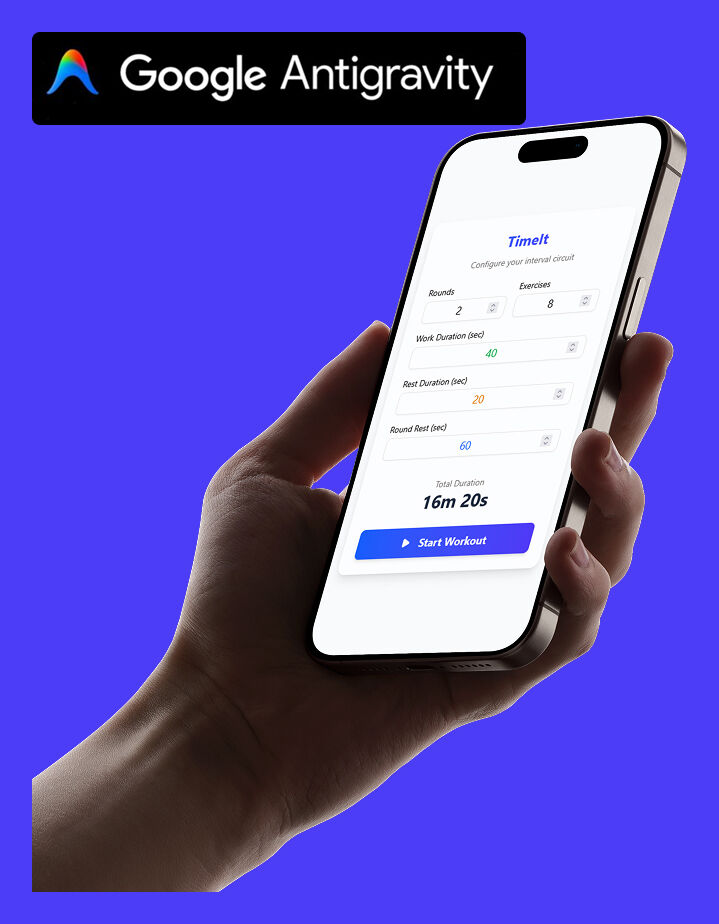 Google Antigravity
TimeIt
Configure your interval circuit
Rounds Exercises
2 8
Work Duration (sec)
40
Rest Duration (sec)
20
Round Rest (sec)
60
Total Duration
16m 20s
Start Workout